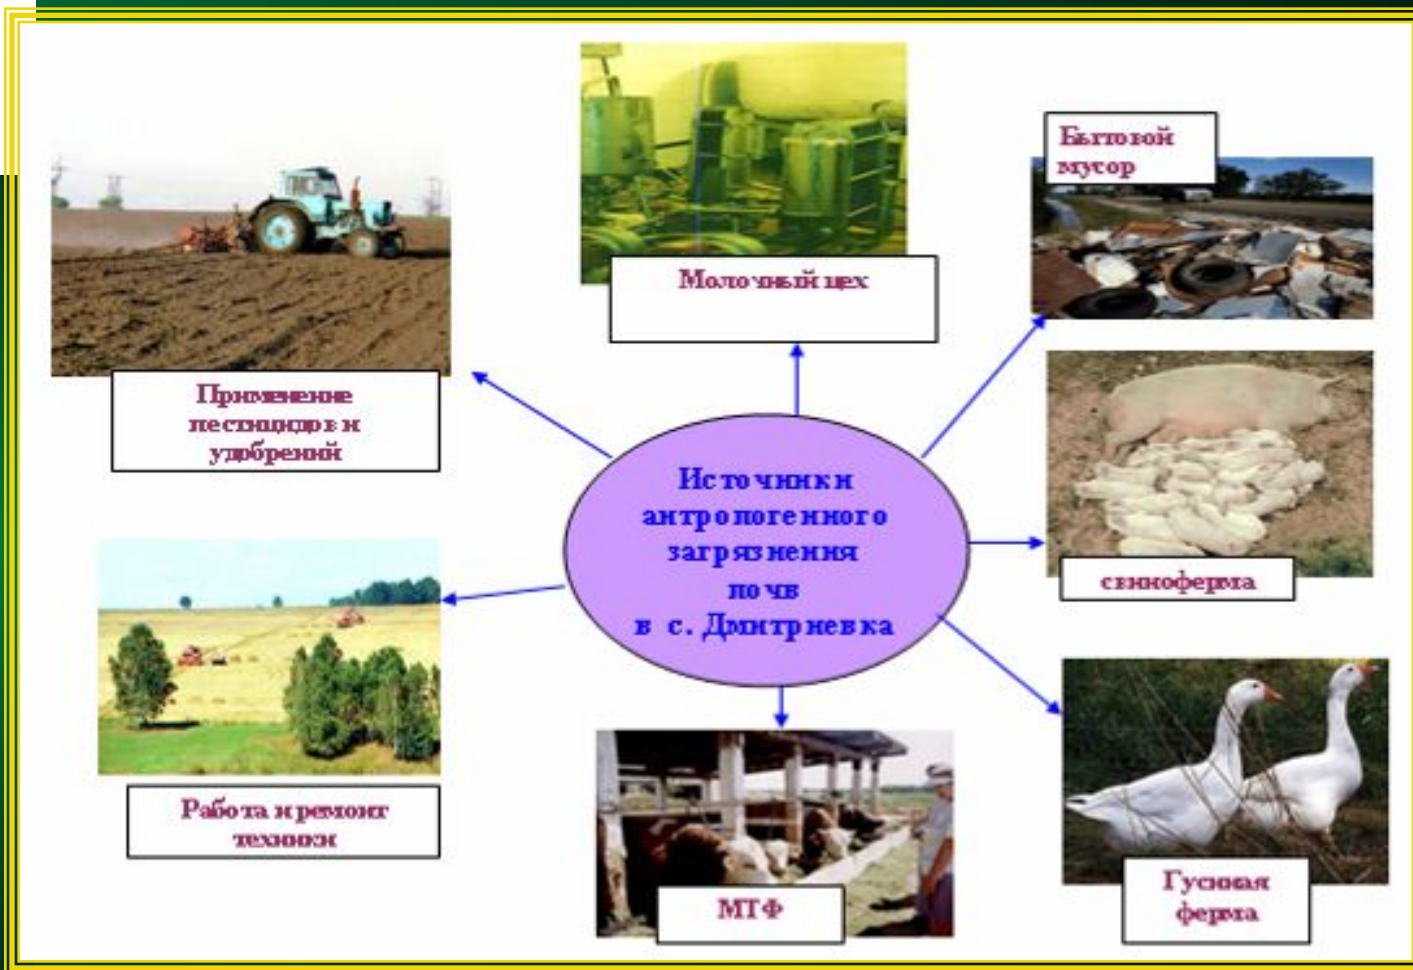 Молочный цех
Бытовой
мусор
Применение
пестицидов и
удобрений
Источники
антропогенного
загрязнения
почв
в с. Дмитриевка
свиноферма
Работа и ремонт
техники
МТФ
Гусиная
ферма